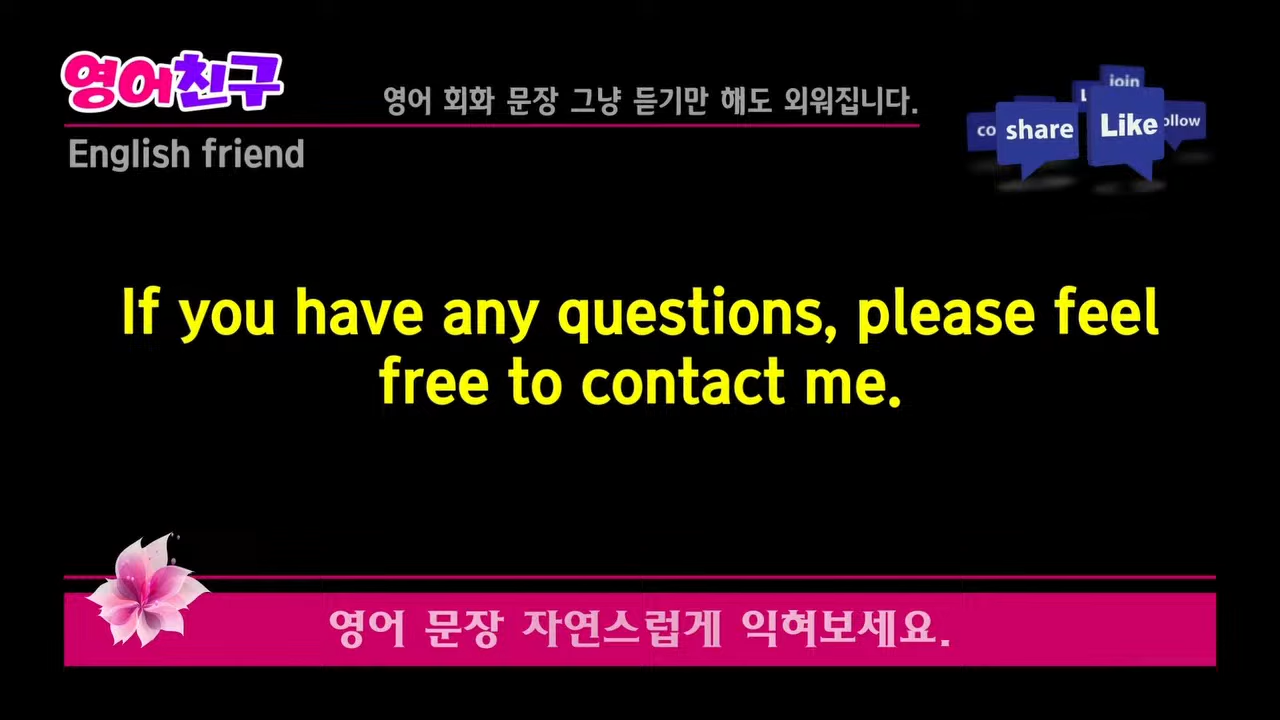 영어친구
영어 회화 문장 그냥 듣기만 해도 외워집니다.
English friend
join
share
Like
If you have any questions, please feel
free to contact me.
영어 문장 자연스럽게 익혀보세요.